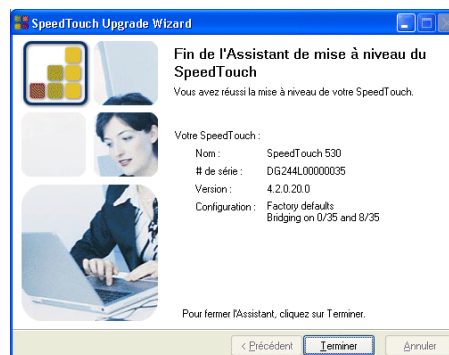 SpeedTouch Upgrade Wizard
Fin de l'Assistant de mise à niveau du
SpeedTouch
Vous avez réussi la mise à niveau de votre SpeedTouch.
Votre SpeedTouch :
Nom : SpeedTouch 530
# de série : DG244L00000035
Version : 4.2.0.20.0
Configuration : Factory defaults
Bridging on 0/35 and 8/35
Pour fermer l'Assistant, cliquez sur Terminer.
< Précédent Terminer Annuler